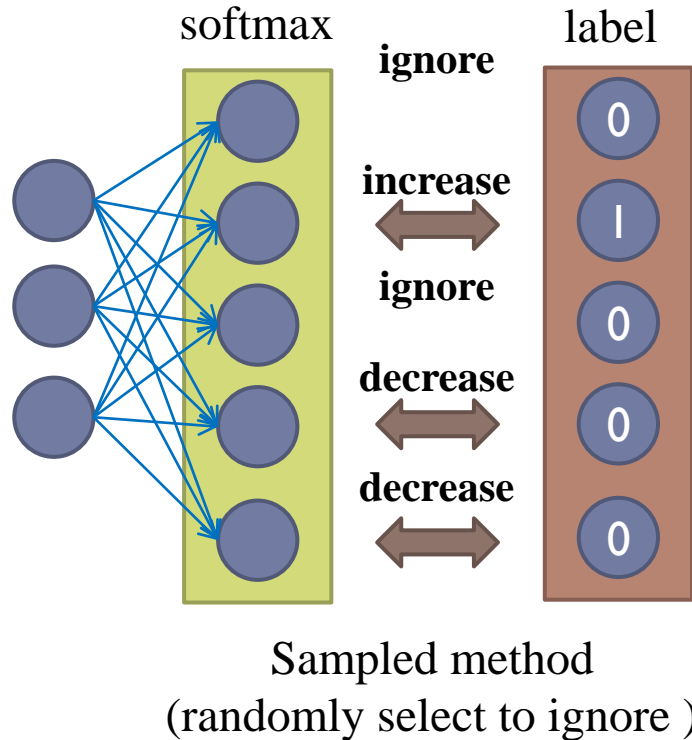 softmax
label
ignore
0
increase
1
ignore
0
decrease
0
decrease
0
Sampled method
(randomly select to ignore )